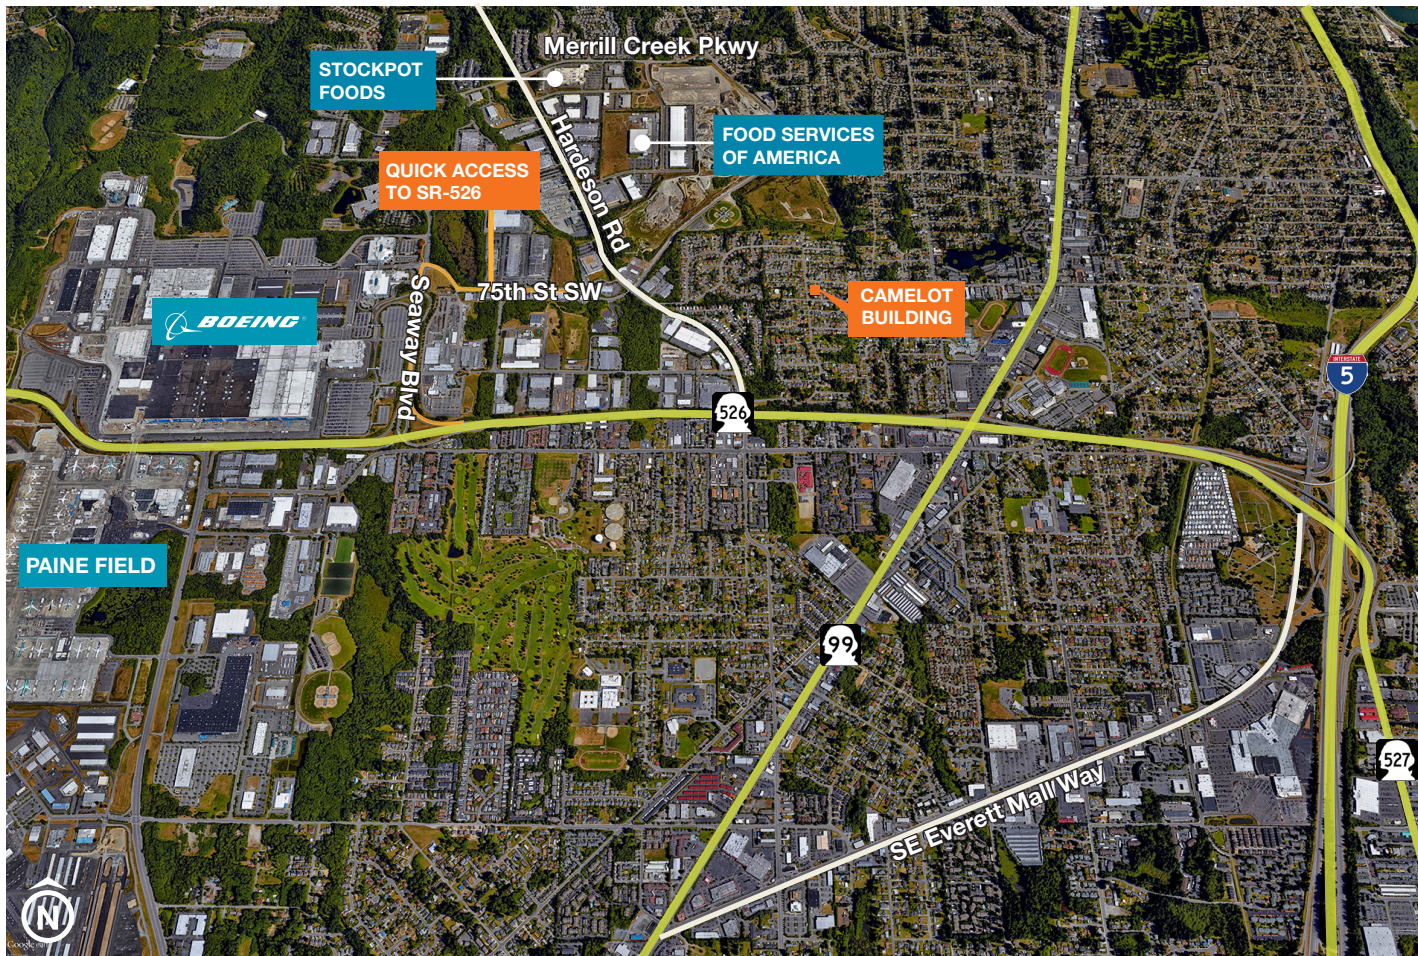 Merrill Creek Pkwy
STOCKPOT
FOODS
Hardeson Rd
FOOD SERVICES
OF AMERICA
QUICK ACCESS
TO SR-526
75th St SW
Seaway Blvd
BOEING
CAMELOT
BUILDING
INTERSTATE
5
526
PAINE FIELD
99
527
SE Everett Mall Way
N
Google